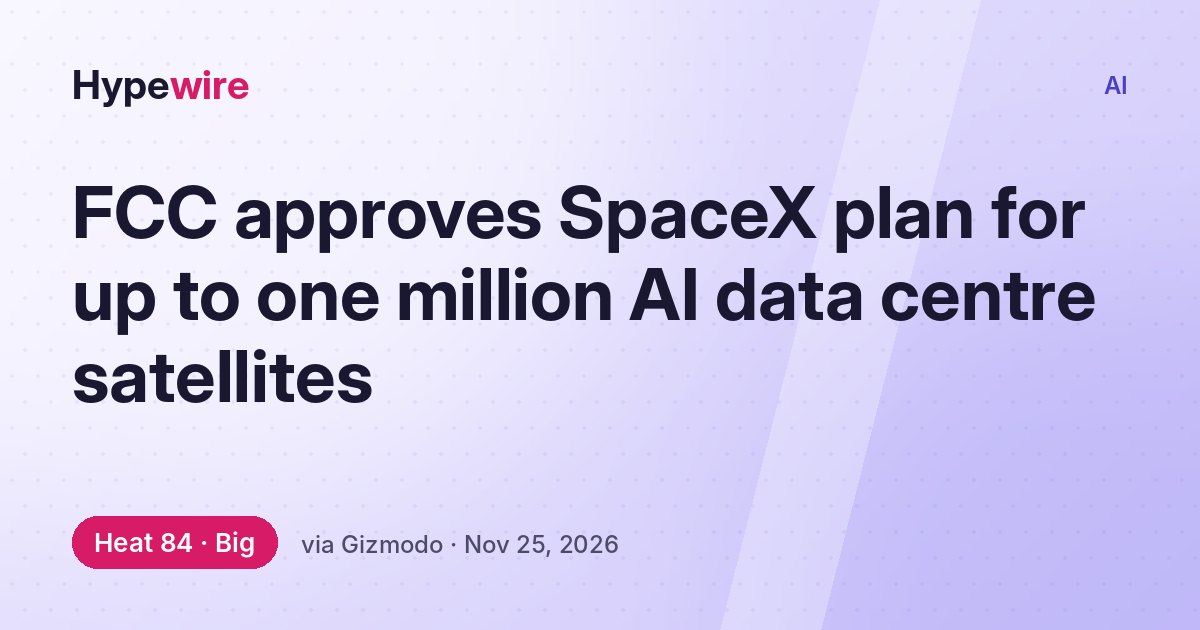 Hypewire
AI
FCC approves SpaceX plan for
up to one million AI data centre
satellites
Heat 84 · Big
via Gizmodo · Nov 25, 2026